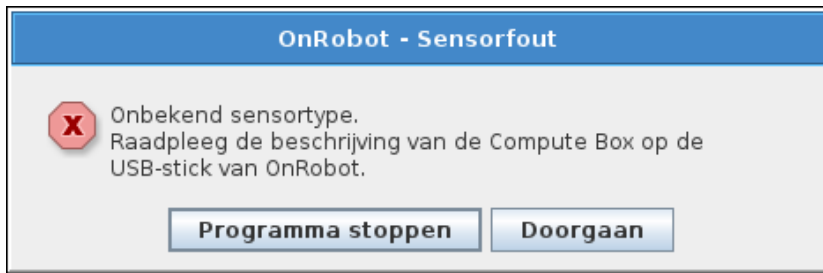 OnRobot - Sensorfout
Onbekend sensortype.
Raadpleeg de beschrijving van de Compute Box op de
USB-stick van OnRobot.
Programma stoppen Doorgaan